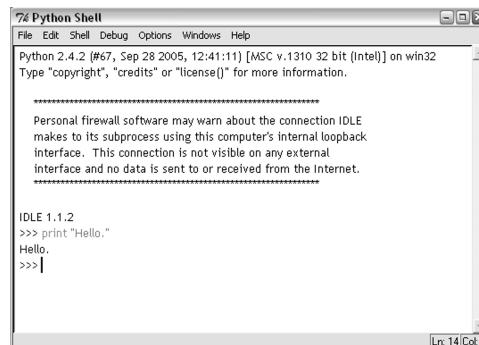 7% Python Shell
File Edit Shell Debug Options Windows Help
Python 2.4.2 (#67, Sep 28 2005, 12:41:11) [MSC v.1310 32 bit (Intel)] on win32
Type "copyright", "credits" or "license()" for more information.
****************************************************************
Personal firewall software may warn about the connection IDLE
makes to its subprocess using this computer's internal loopback
interface. This connection is not visible on any external
interface and no data is sent to or received from the Internet.
****************************************************************
IDLE 1.1.2
>>> print "Hello."
Hello.
>>>
Ln: 14 Col: